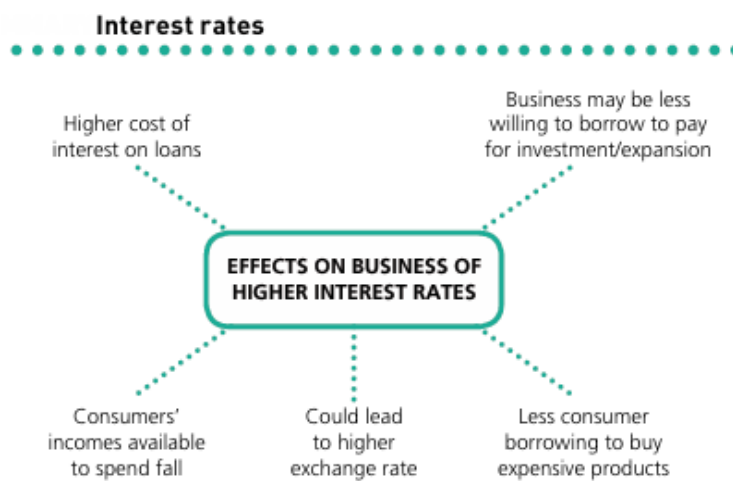 Interest rates
Higher cost of
interest on loans
Business may be less
willing to borrow to pay
for investment/expansion
EFFECTS ON BUSINESS OF
HIGHER INTEREST RATES
Consumers’
incomes available
to spend fall
Could lead
to higher
exchange rate
Less consumer
borrowing to buy
expensive products